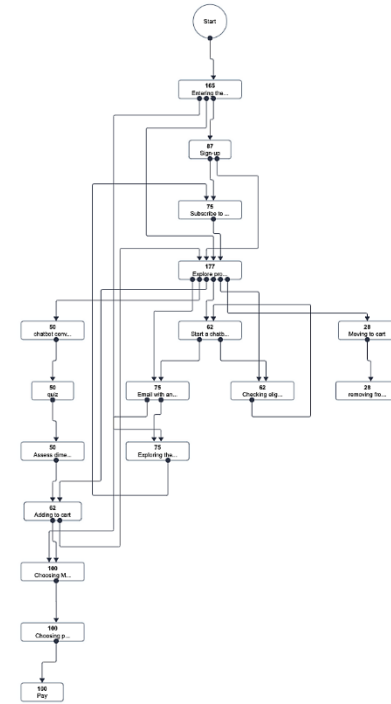 Start
165
Entering the...
87
Sign-up
75
Subscribe to ...
177
Explore pro...
50
chatbot conv...
62
Start a chatb...
28
Moving to cart
50
quiz
75
Email with an...
62
Checking alig...
28
removing fro...
50
Assess dime...
75
Exploring the...
62
Adding to cart
100
Choosing M...
100
Choosing p...
100
Pay